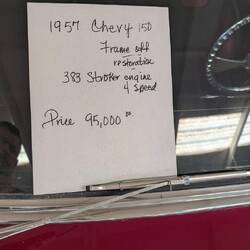 1957 Chevy 150
Frame off
restoration
383 Stroker engine
4 speed
Price 95,000.00